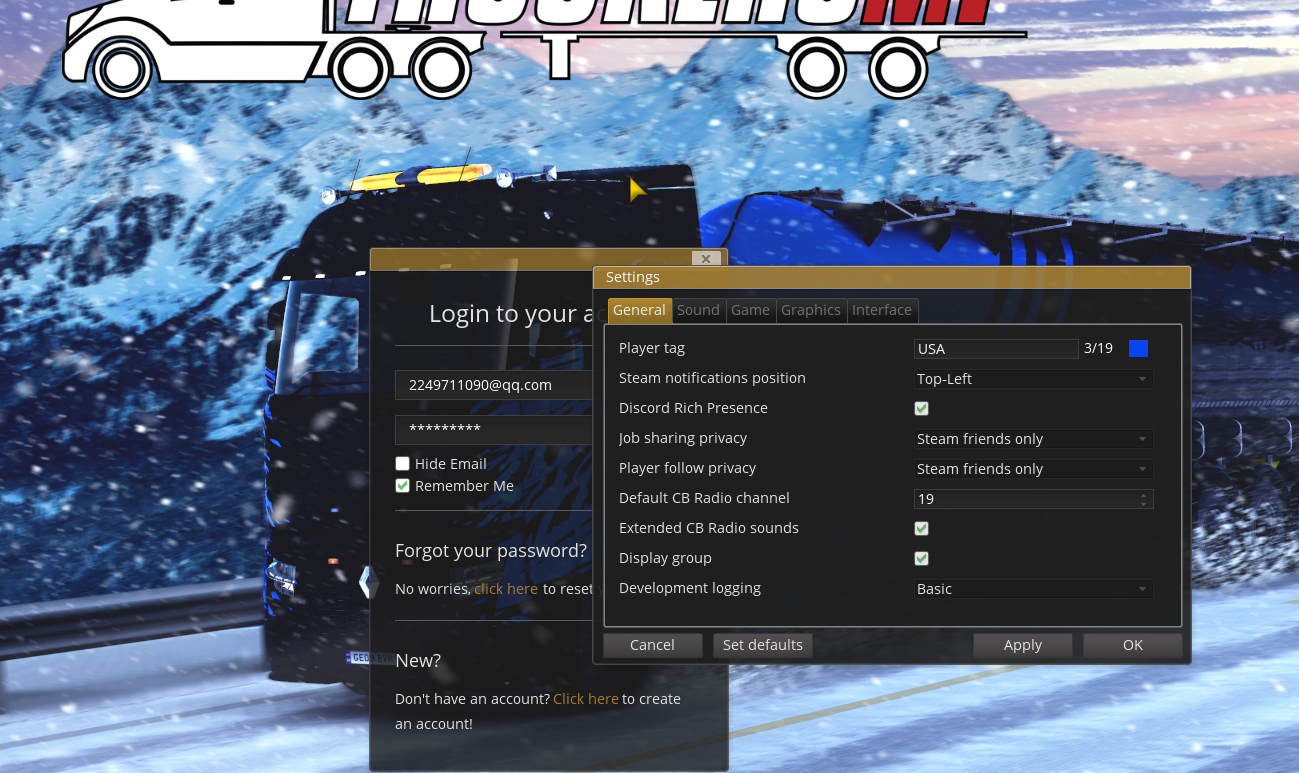 TRUCKERSMP
×
Settings
Login to your a
General Sound Game Graphics Interface
Player tag USA 3/19
Steam notifications position Top-Left
2249711090@qq.com
Discord Rich Presence
*********
Job sharing privacy Steam friends only
Hide Email
Player follow privacy Steam friends only
Remember Me
Default CB Radio channel 19
Extended CB Radio sounds
Forgot your password?
Display group
No worries, click here to reset
Development logging Basic
Cancel Set defaults Apply OK
New?
Don't have an account? Click here to create
an account!